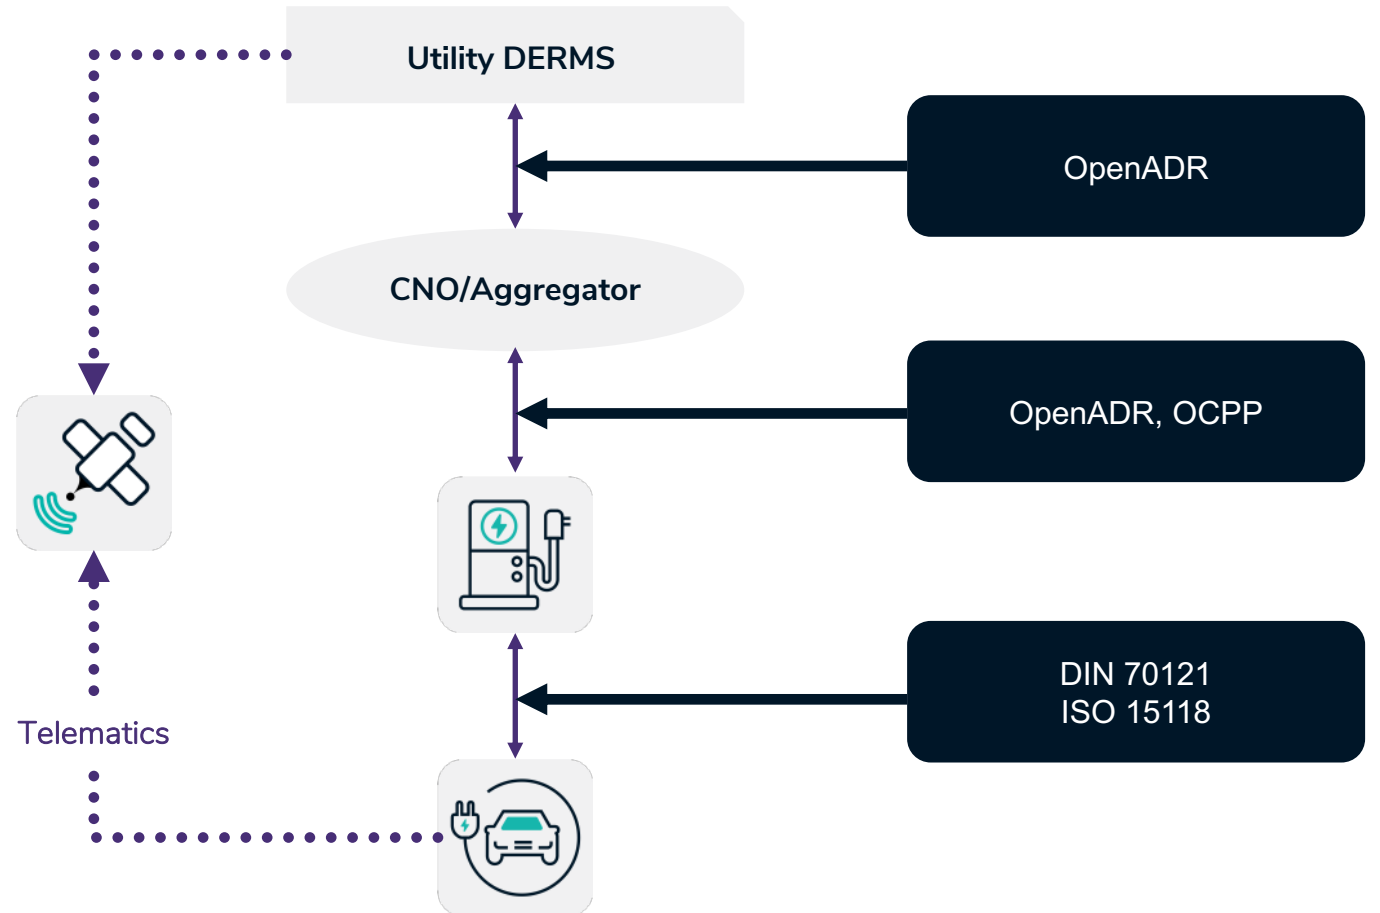 Utility DERMS
OpenADR
CNO/Aggregator
OpenADR, OCPP
DIN 70121
ISO 15118
Telematics